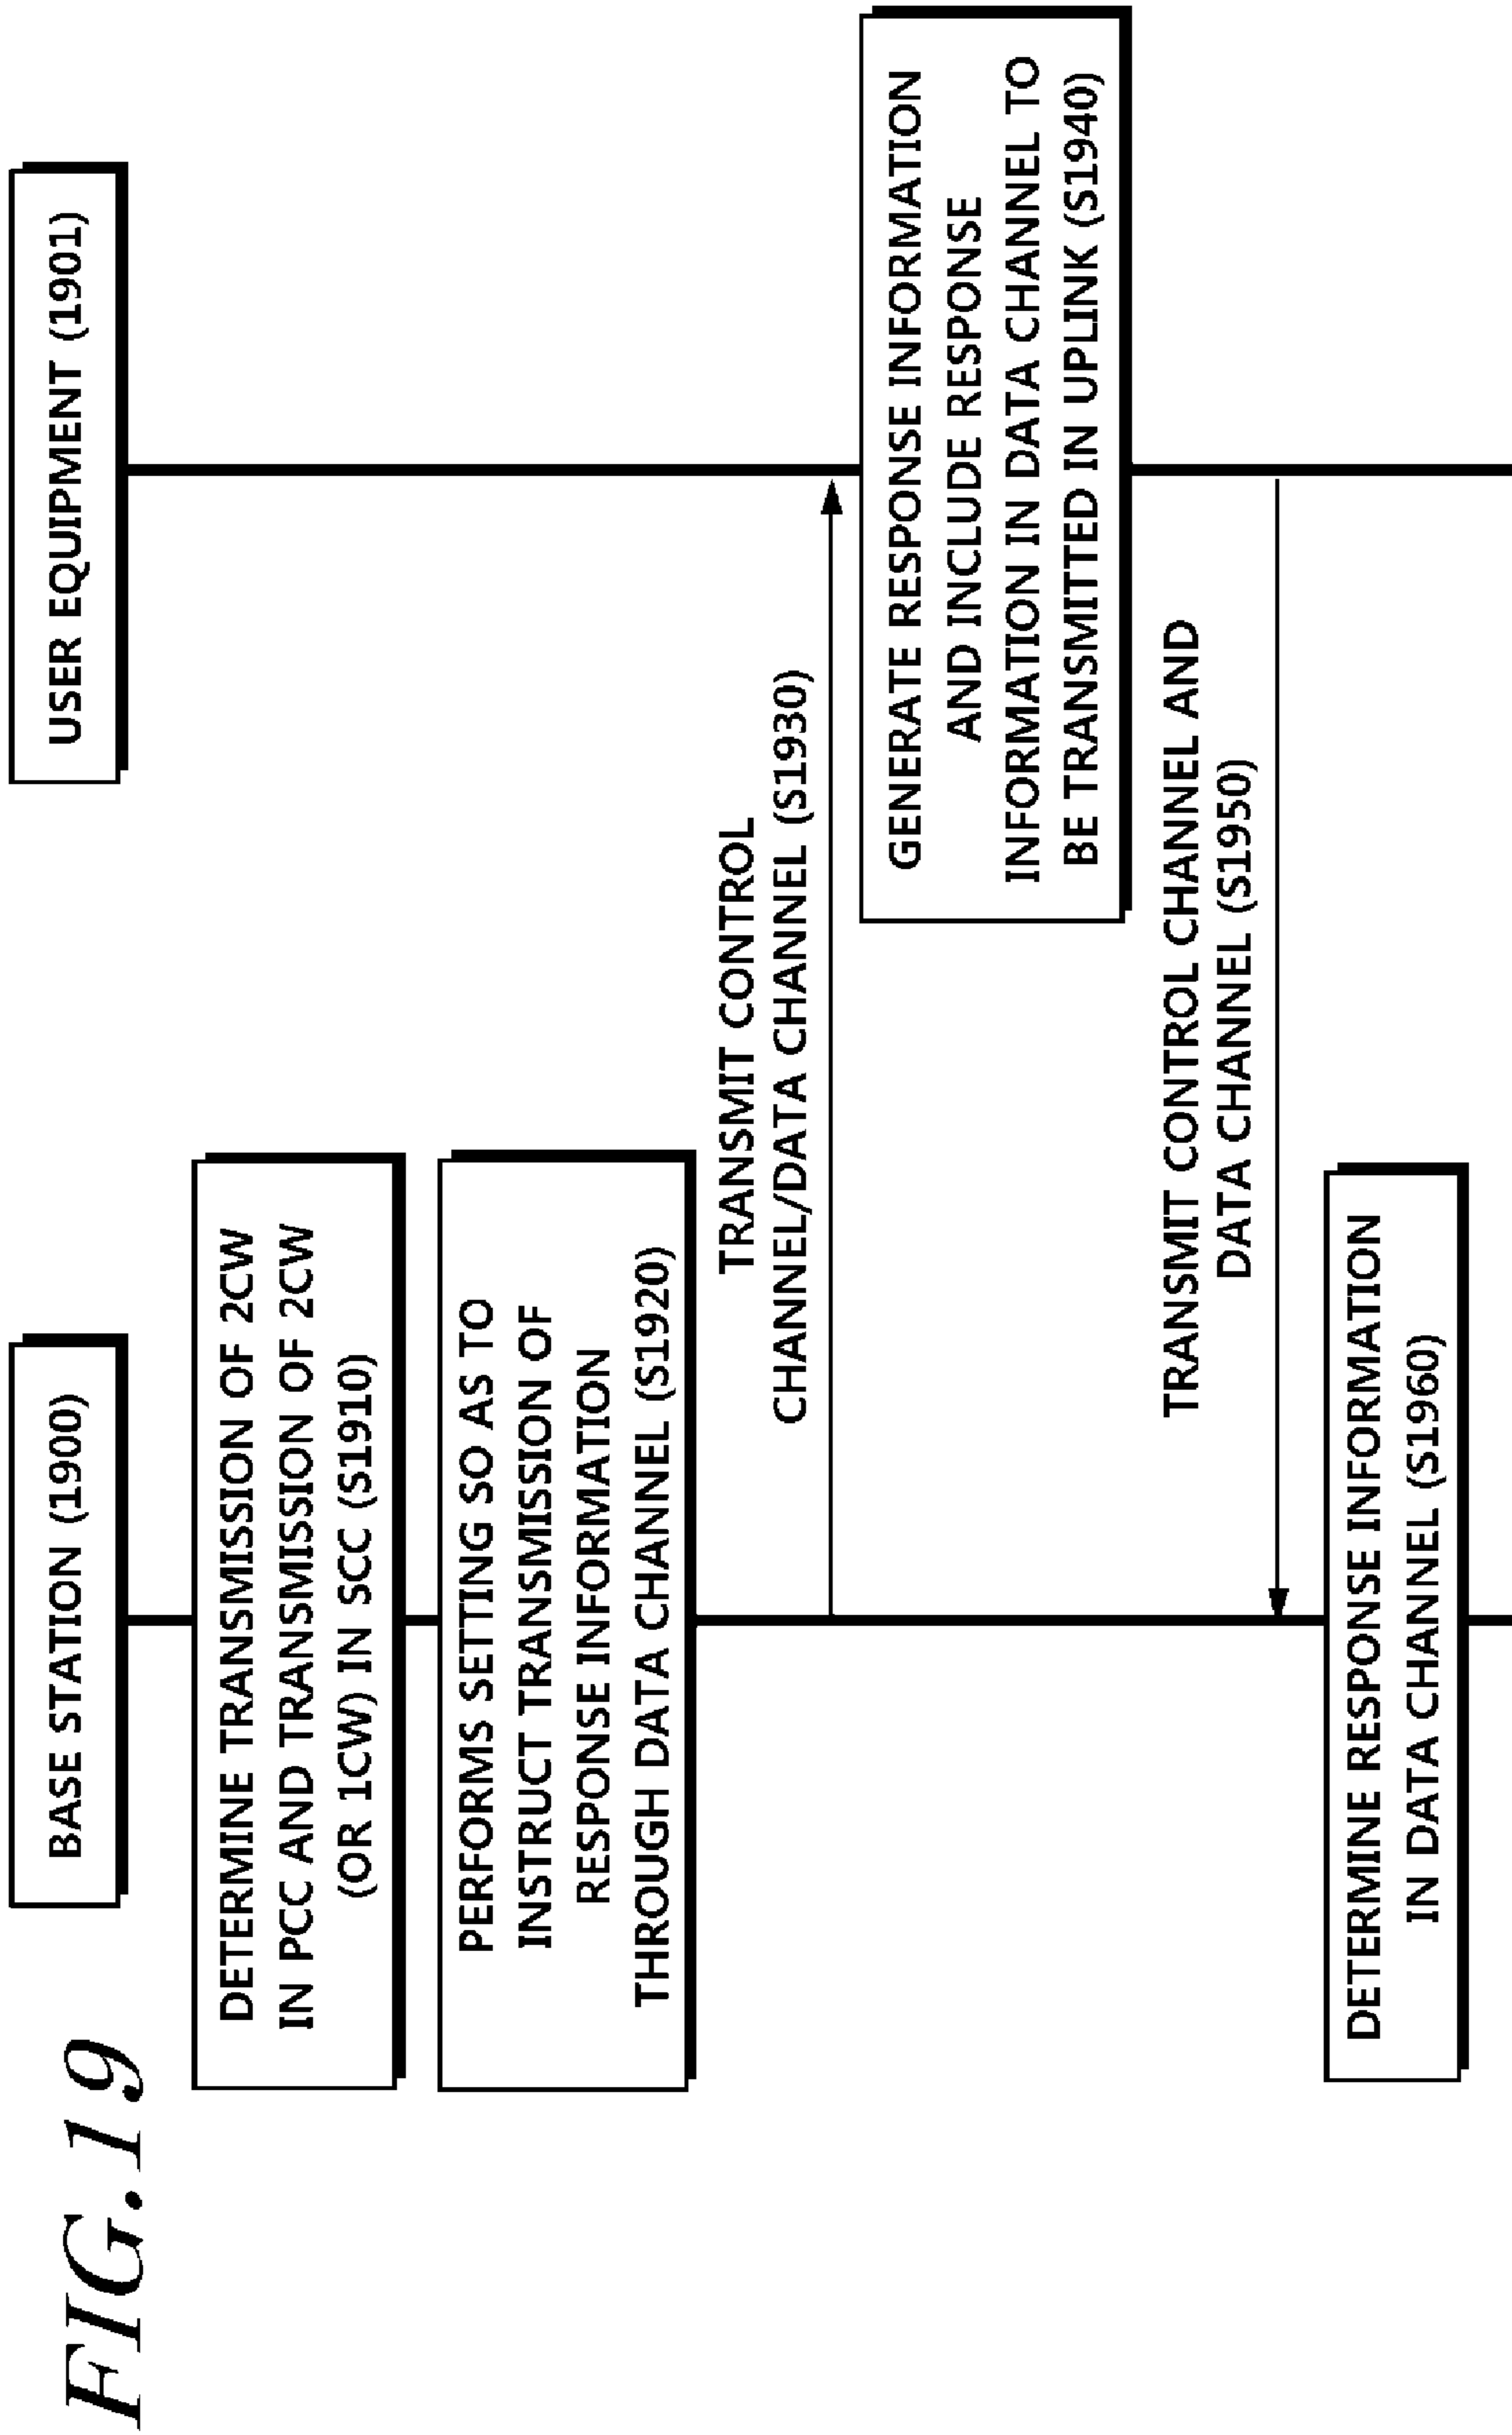 FIG.19
BASE STATION (1900)
USER EQUIPMENT (1901)
DETERMINE TRANSMISSION OF 2CW
IN PCC AND TRANSMISSION OF 2CW
(OR 1CW) IN SCC (S1910)
PERFORMS SETTING SO AS TO
INSTRUCT TRANSMISSION OF
RESPONSE INFORMATION
THROUGH DATA CHANNEL (S1920)
TRANSMIT CONTROL
CHANNEL/DATA CHANNEL (S1930)
GENERATE RESPONSE INFORMATION
AND INCLUDE RESPONSE
INFORMATION IN DATA CHANNEL TO
BE TRANSMITTED IN UPLINK (S1940)
TRANSMIT CONTROL CHANNEL AND
DATA CHANNEL (S1950)
DETERMINE RESPONSE INFORMATION
IN DATA CHANNEL (S1960)